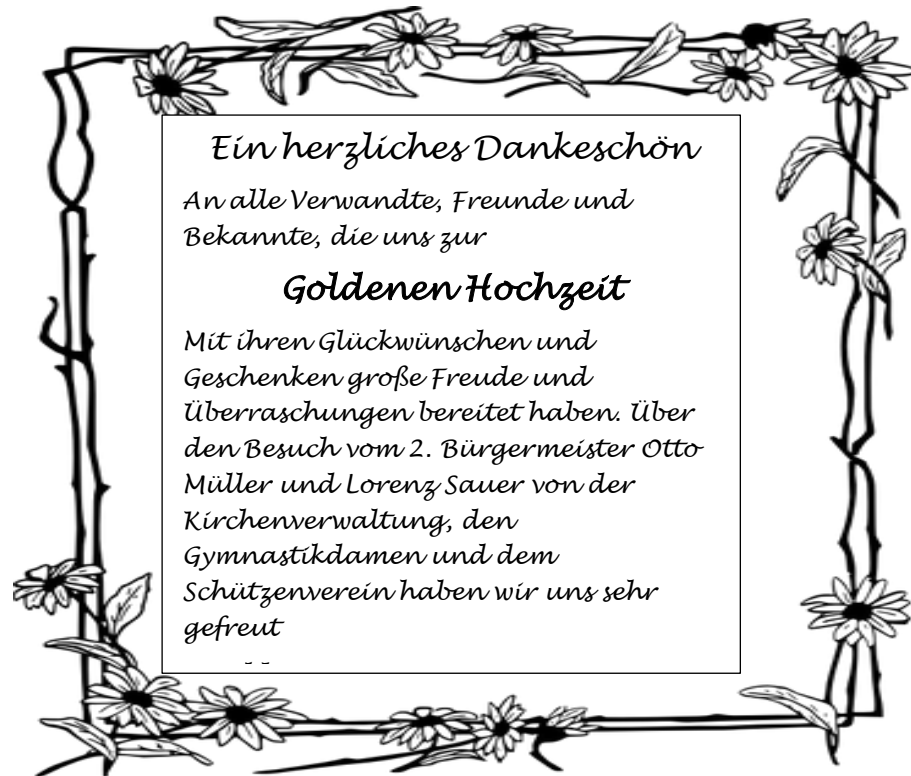 Ein herzliches Dankeschön
An alle Verwandte, Freunde und
Bekannte, die uns zur
Goldenen Hochzeit
Mit ihren Glückwünschen und
Geschenken große Freude und
Überraschungen bereitet haben. Über
den Besuch vom 2. Bürgermeister Otto
Müller und Lorenz Sauer von der
Kirchenverwaltung, den
Gymnastikdamen und dem
Schützenverein haben wir uns sehr
gefreut